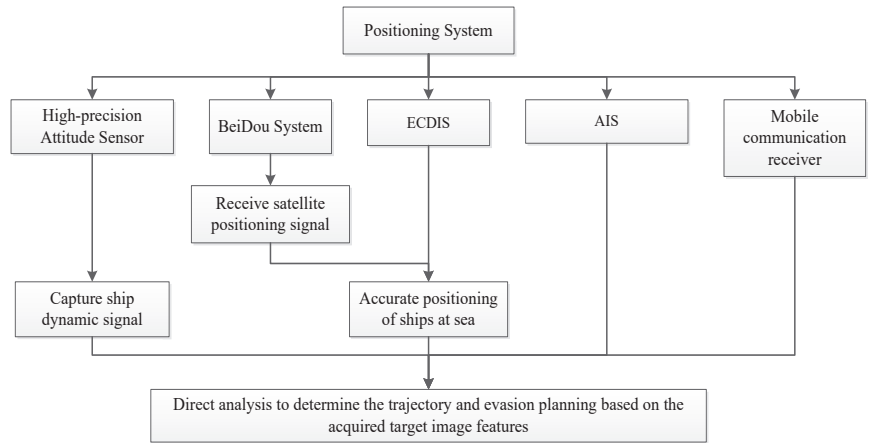 Positioning System
High-precision
Attitude Sensor
BeiDou System
ECDIS
AIS
Mobile
communication
receiver
Receive satellite
positioning signal
Capture ship
dynamic signal
Accurate positioning
of ships at sea
Direct analysis to determine the trajectory and evasion planning based on the
acquired target image features